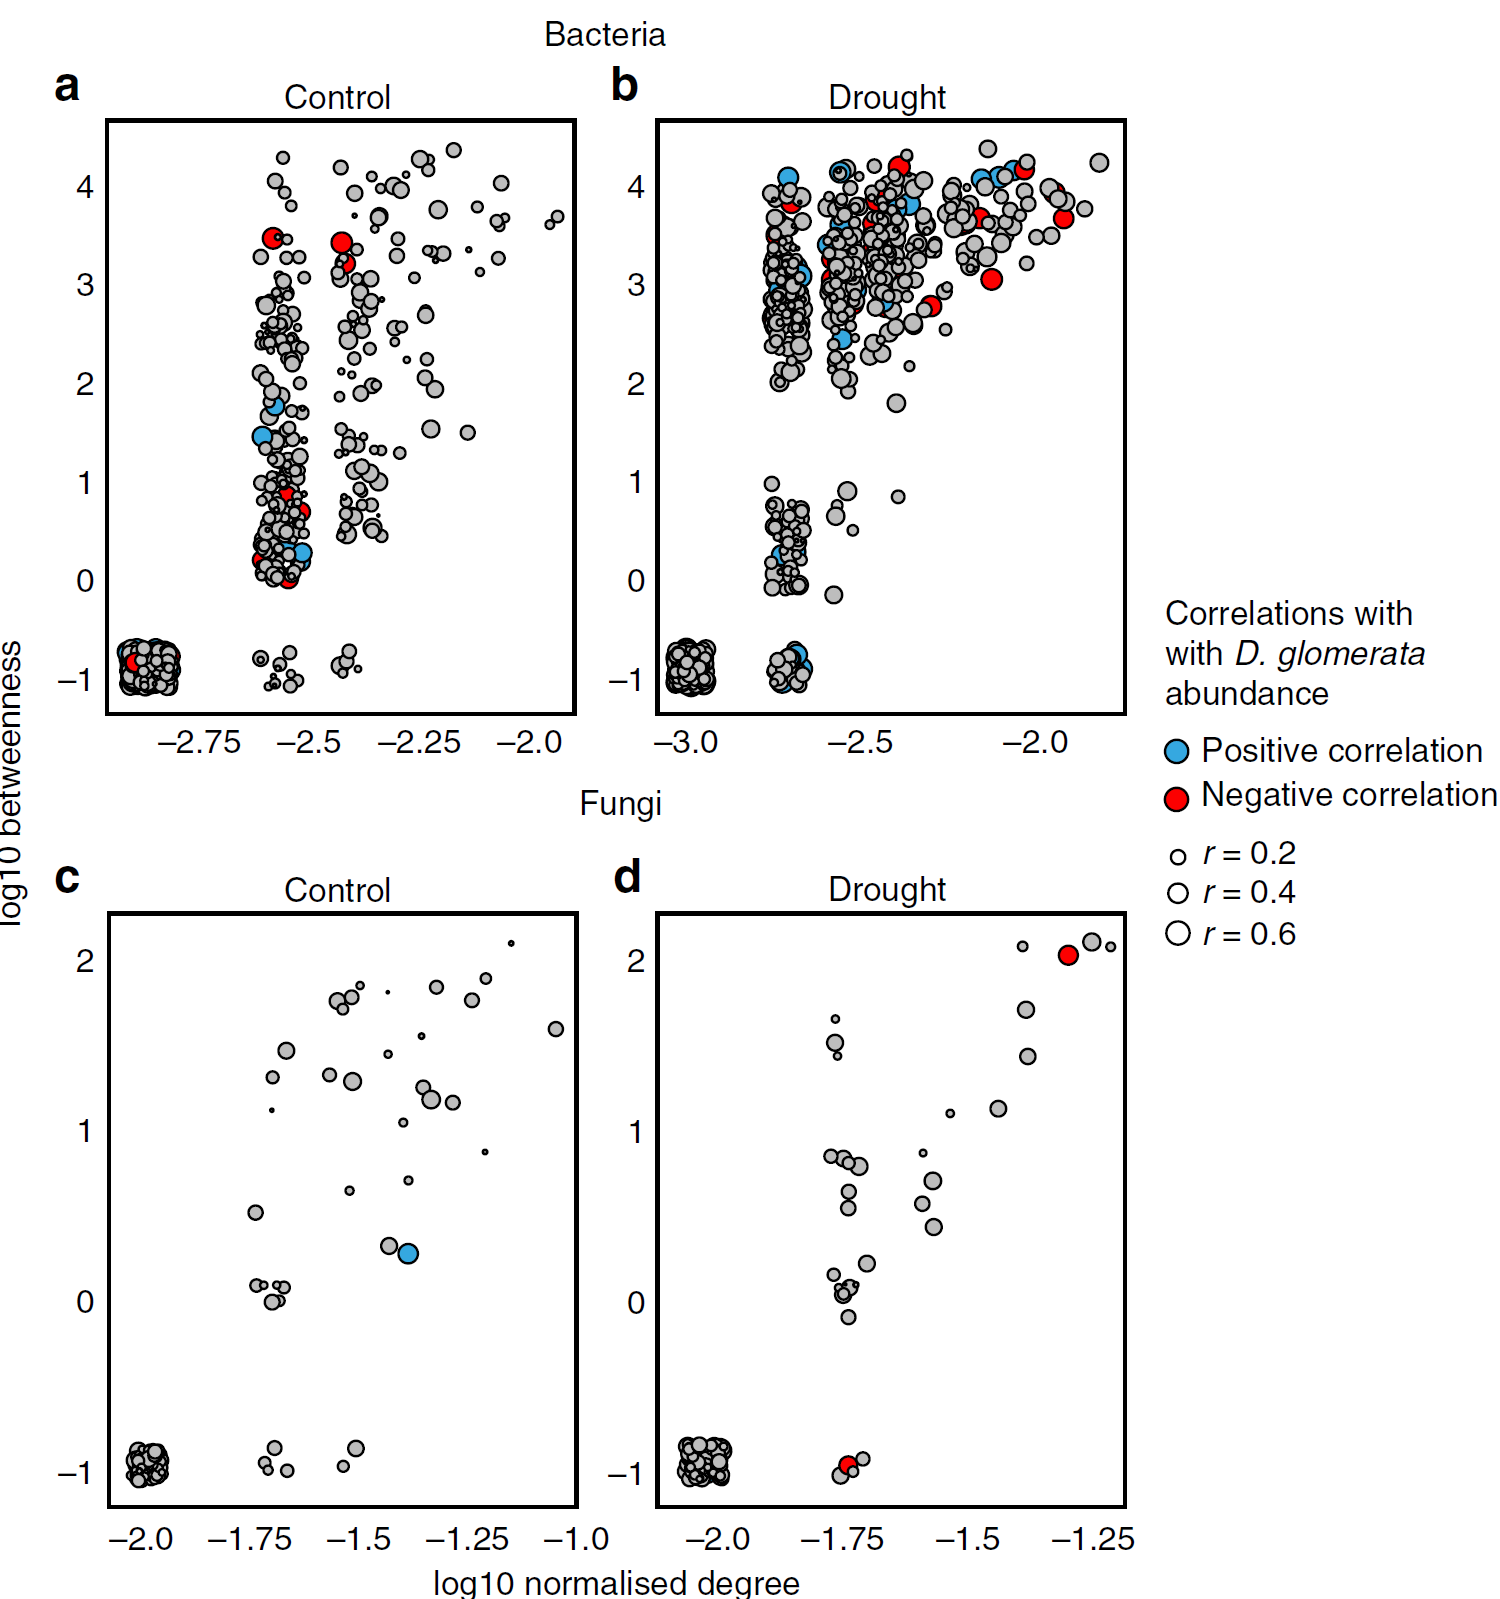 Bacteria
a
Control
b
Drought
4
3
2
1
0
–1
4
3
2
1
0
–1
–2.75
–2.5
–2.25
–2.0
–3.0
–2.5
–2.0
Correlations with
with D. glomerata
abundance
Positive correlation
Negative correlation
r = 0.2
r = 0.4
r = 0.6
log10 betweenness
Fungi
c
Control
d
Drought
2
1
0
–1
2
1
0
–1
–2.0
–1.75
–1.5
–1.25
–1.0
–2.0
–1.75
–1.5
–1.25
log10 normalised degree